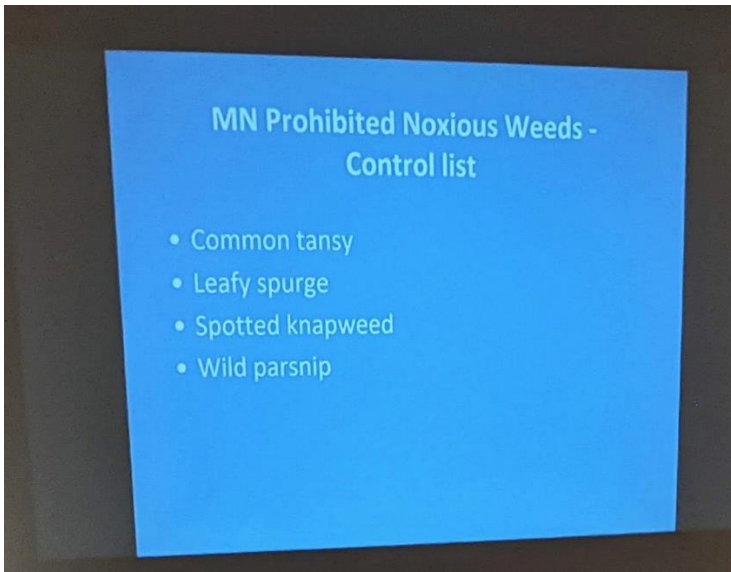 MN Prohibited Noxious Weeds -
Control list
• Common tansy
• Leafy spurge
• Spotted knapweed
• Wild parsnip